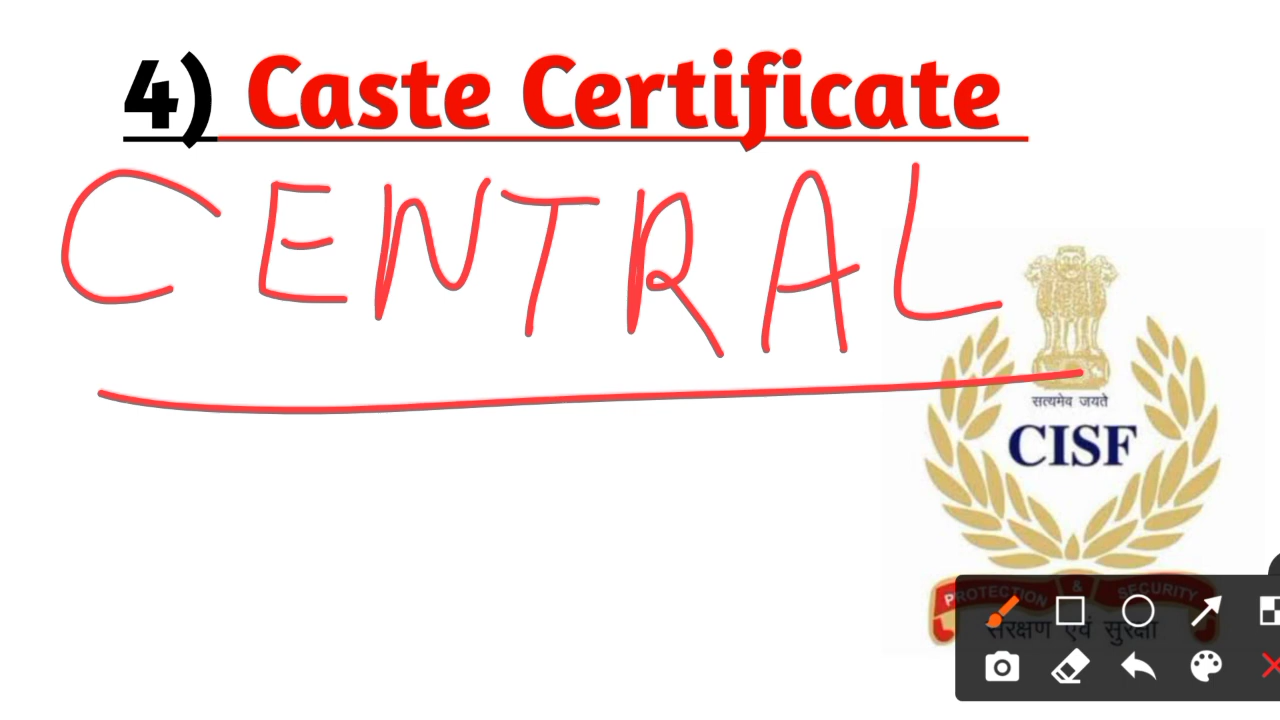 4) Caste Certificate
CENTRAL
सत्यमेव जयते
CISF
PROTECTION & SECURITY
संरक्षण एवं सुरक्षा